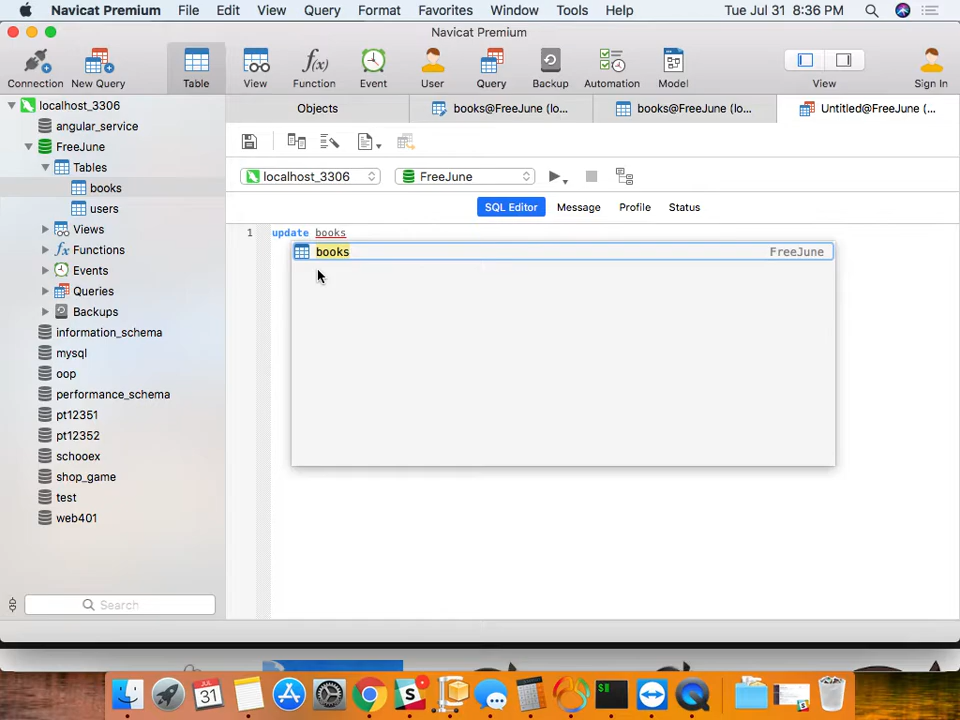 Navicat Premium File Edit View Query Format Favorites Window Tools Help Tue Jul 31 8:36 PM
Navicat Premium
Connection New Query Table View Function Event User Query Backup Automation Model View Sign In
localhost_3306 Objects books@FreeJune (lo... books@FreeJune (lo... Untitled@FreeJune (...
angular_service
FreeJune
Tables
books
users
Views
Functions
Events
Queries
Backups
information_schema
mysql
oop
performance_schema
pt12351
pt12352
schooex
shop_game
test
web401
Search
localhost_3306 FreeJune
SQL Editor Message Profile Status
1 update books
books FreeJune
JUL
31